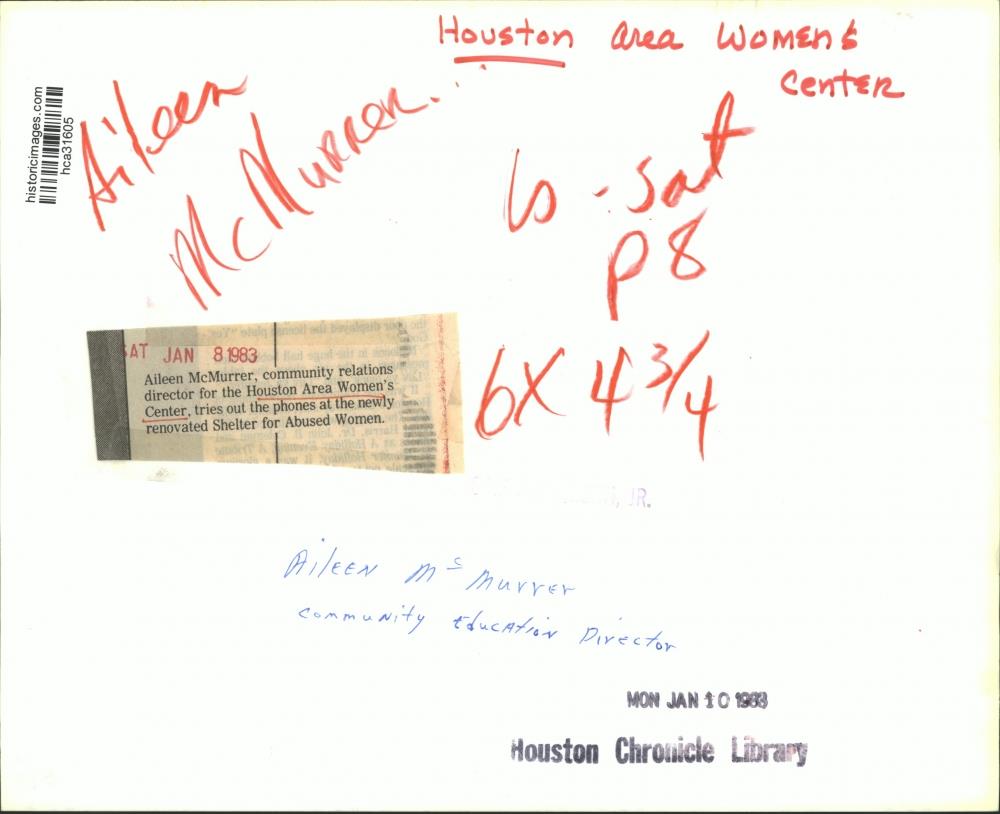 Houston area Women's
Center
historicimages.com
hca31605
Aileen
McMurrer
6 - Sat
p 8
6 X 4 3/4
SAT JAN 8 1983
Aileen McMurrer, community relations
director for the Houston Area Women's
Center, tries out the phones at the newly
renovated Shelter for Abused Women.
JR.
Aileen McMurrer
Community Education Director
MON JAN 10 1983
Houston Chronicle Library